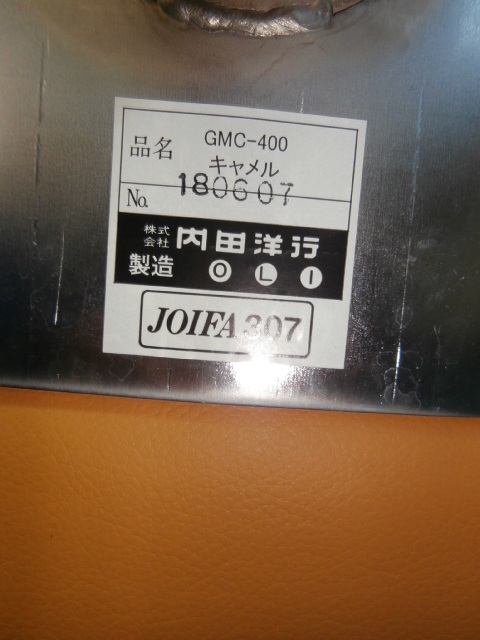 品名 GMC-400
キャメル
No. 180607
株式会社 内田洋行
製造 O L I
JOIFA 307